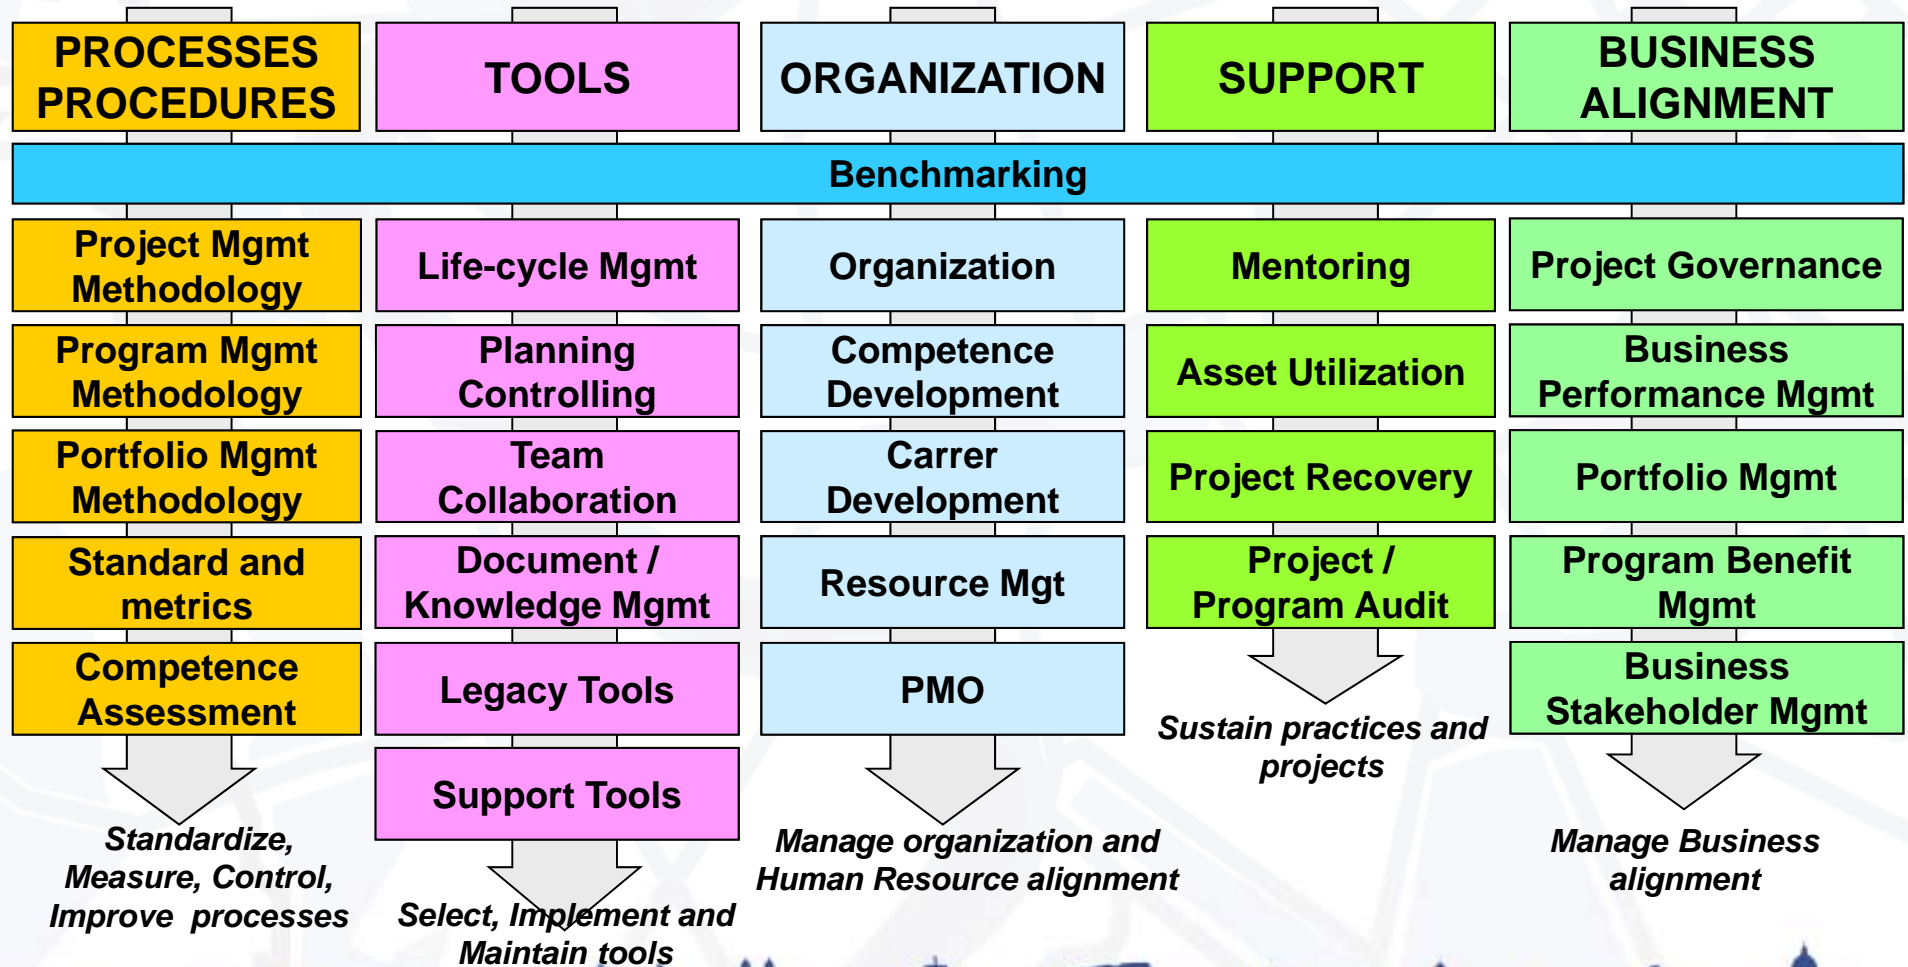 PROCESSES
PROCEDURES
TOOLS
ORGANIZATION
SUPPORT
BUSINESS
ALIGNMENT
Benchmarking
Project Mgmt
Methodology
Program Mgmt
Methodology
Portfolio Mgmt
Methodology
Standard and
metrics
Competence
Assessment
Standardize,
Measure, Control,
Improve processes
Life-cycle Mgmt
Planning
Controlling
Team
Collaboration
Document /
Knowledge Mgmt
Legacy Tools
Support Tools
Select, Implement and
Maintain tools
Organization
Competence
Development
Carrer
Development
Resource Mgt
PMO
Manage organization and
Human Resource alignment
Mentoring
Asset Utilization
Project Recovery
Project /
Program Audit
Sustain practices and
projects
Project Governance
Business
Performance Mgmt
Portfolio Mgmt
Program Benefit
Mgmt
Business
Stakeholder Mgmt
Manage Business
alignment